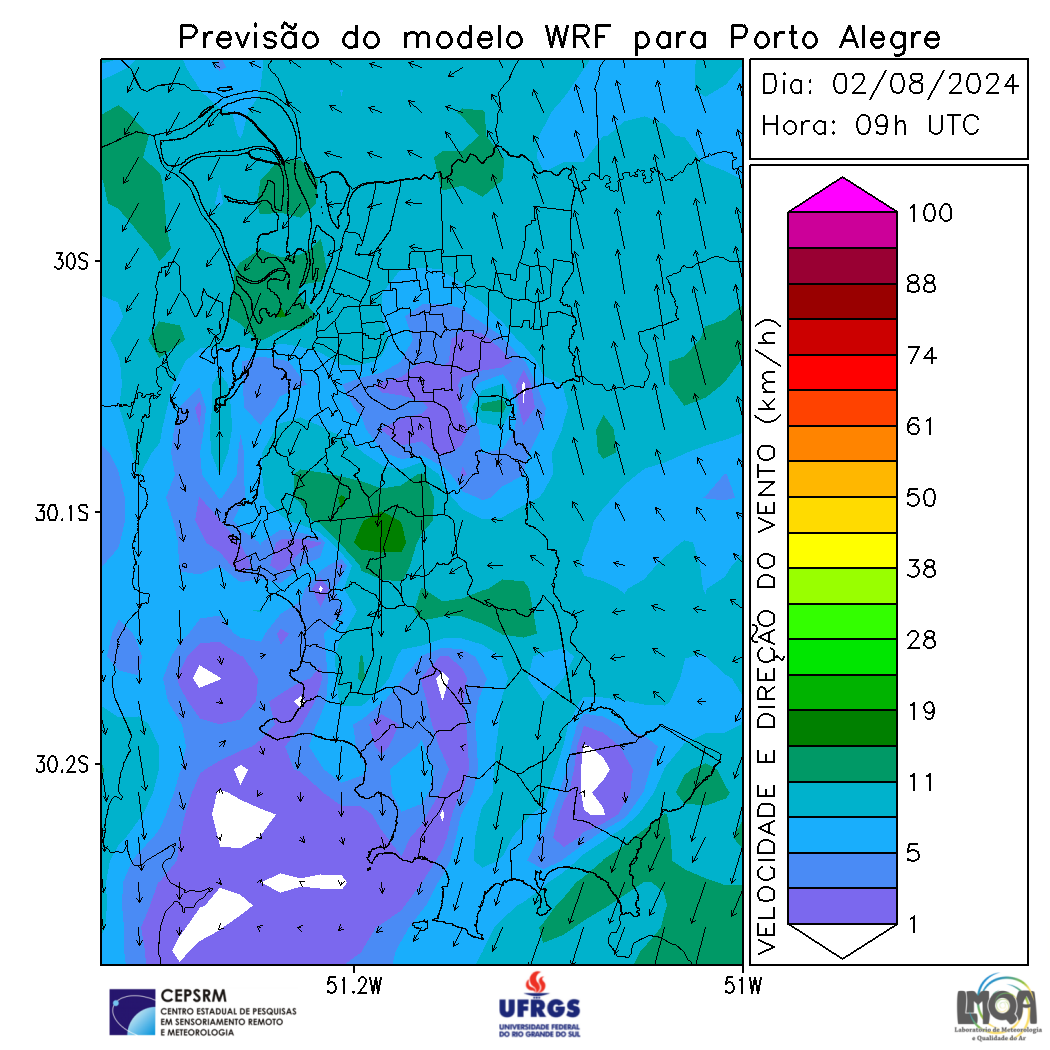 Previsão do modelo WRF para Porto Alegre
Dia: 02/08/2024
Hora: 09h UTC
30S
30.1S
30.2S
51.2W
51W
VELOCIDADE E DIREÇÃO DO VENTO (km/h)
100
88
74
61
50
38
28
19
11
5
1
CEPSRM
CENTRO ESTADUAL DE PESQUISAS
EM SENSORIAMENTO REMOTO
E METEOROLOGIA
UFRGS
UNIVERSIDADE FEDERAL
DO RIO GRANDE DO SUL
LMQA
Laboratório de Meteorologia
e Qualidade do Ar